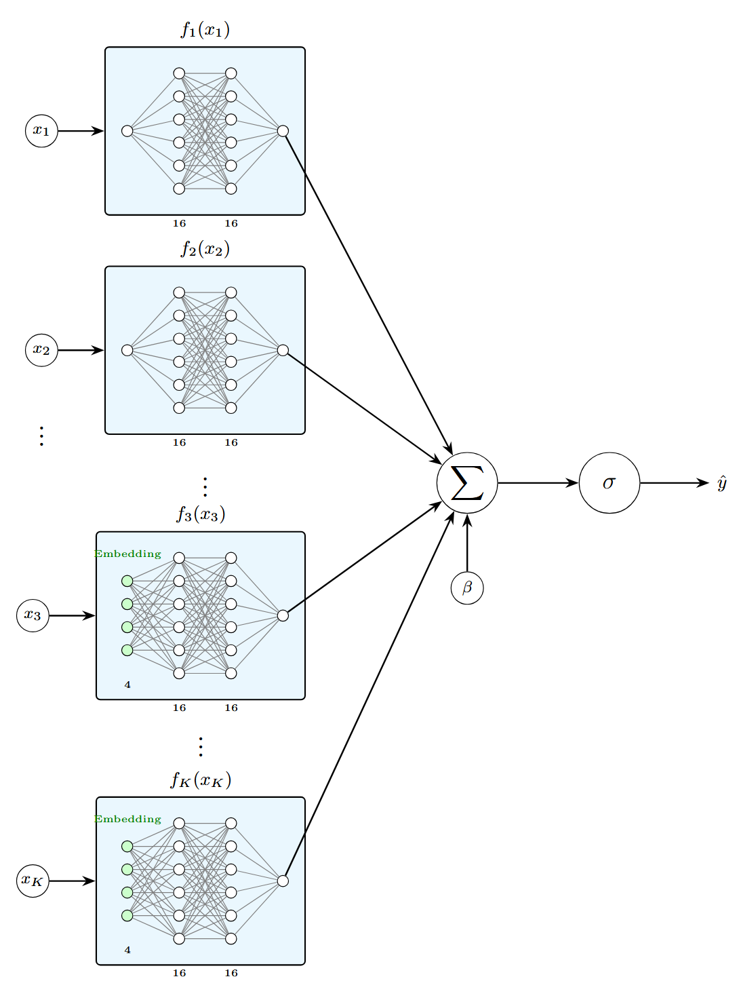 f₁(x₁)
x₁
16 16
f₂(x₂)
x₂
16 16
⋮
⋮
∑
σ
ŷ
β
f₃(x₃)
Embedding
x₃
4
16 16
⋮
f_K(x_K)
Embedding
x_K
4
16 16